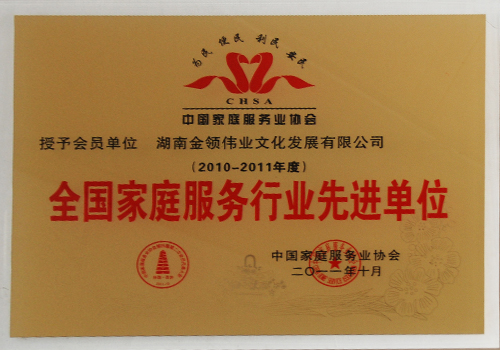 为民 便民 利民 安民
CHSA
中国家庭服务业协会
授予会员单位 湖南金领伟业文化发展有限公司
(2010-2011年度)
全国家庭服务行业先进单位
中国家庭服务业协会
二〇一一年十月